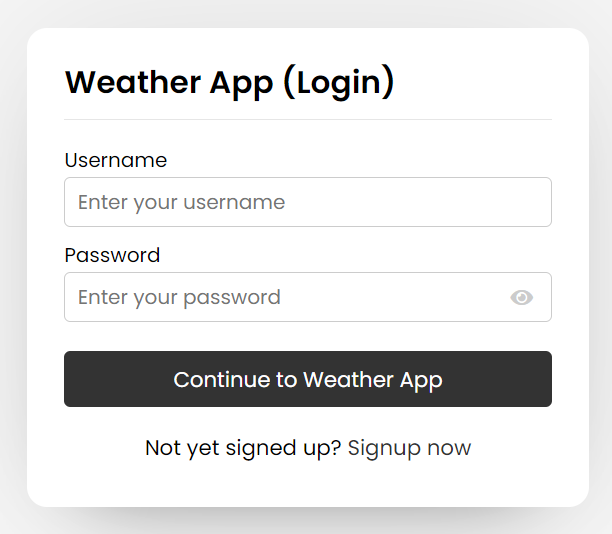 Weather App (Login)
Username
Enter your username
Password
Enter your password
Continue to Weather App
Not yet signed up? Signup now